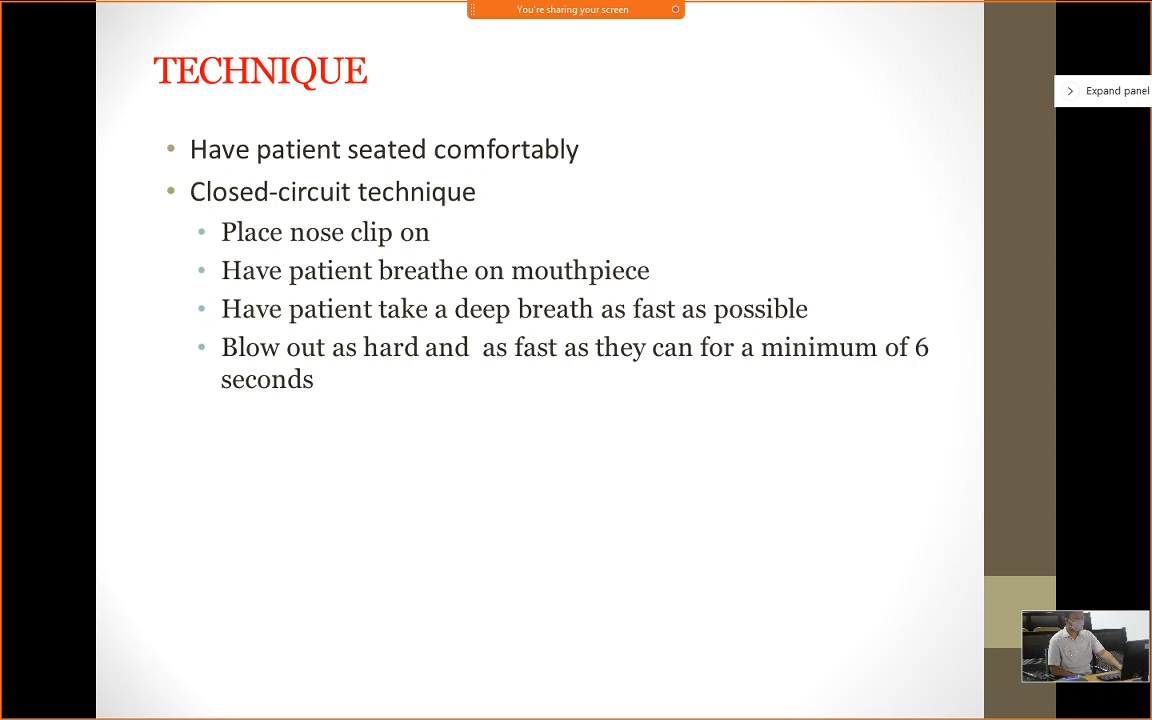 You're sharing your screen
TECHNIQUE
Expand panel
• Have patient seated comfortably
• Closed-circuit technique
• Place nose clip on
• Have patient breathe on mouthpiece
• Have patient take a deep breath as fast as possible
• Blow out as hard and  as fast as they can for a minimum of 6
seconds